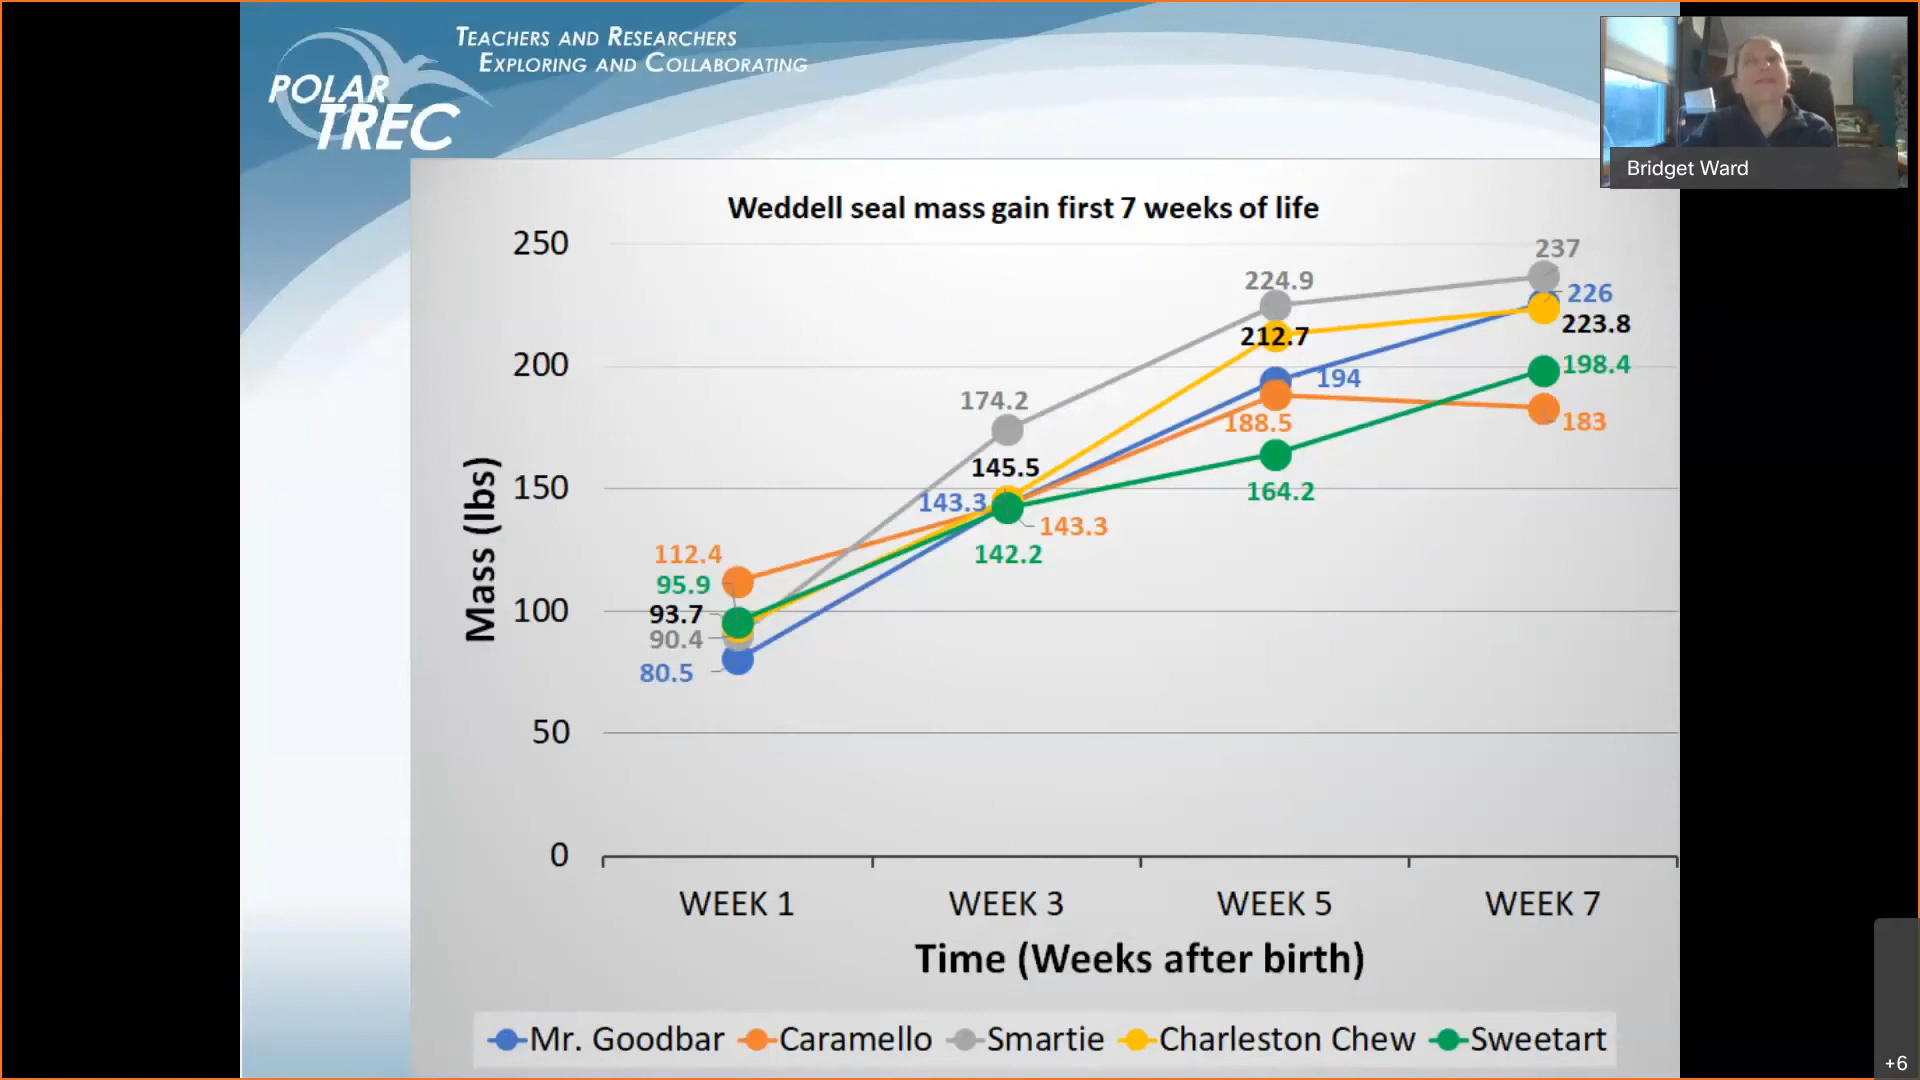 TEACHERS AND RESEARCHERS
EXPLORING AND COLLABORATING
POLAR
TREC
Bridget Ward
Weddell seal mass gain first 7 weeks of life
250
200
150
100
50
0
Mass (lbs)
112.4
95.9
93.7
90.4
80.5
174.2
145.5
143.3
143.3
142.2
224.9
212.7
194
188.5
164.2
237
226
223.8
198.4
183
WEEK 1 WEEK 3 WEEK 5 WEEK 7
Time (Weeks after birth)
Mr. Goodbar Caramello Smartie Charleston Chew Sweetart
+6